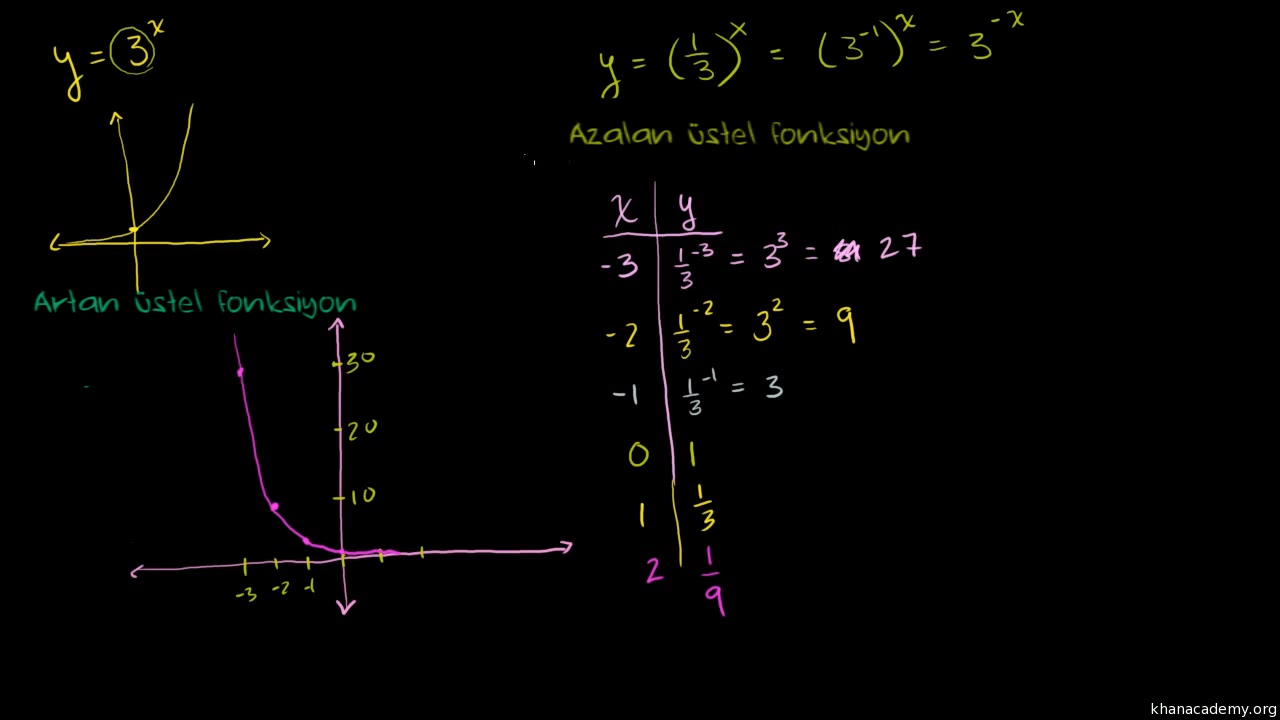 y = 3^x
Artan üstel fonksiyon
30
20
10
-3 -2 -1
y = (1/3)^x = (3^-1)^x = 3^-x
Azalan üstel fonksiyon
x y
-3 1/3^-3 = 3^3 = 27
-2 1/3^-2 = 3^2 = 9
-1 1/3^-1 = 3
0 1
1 1/3
2 1/9
khanacademy.org